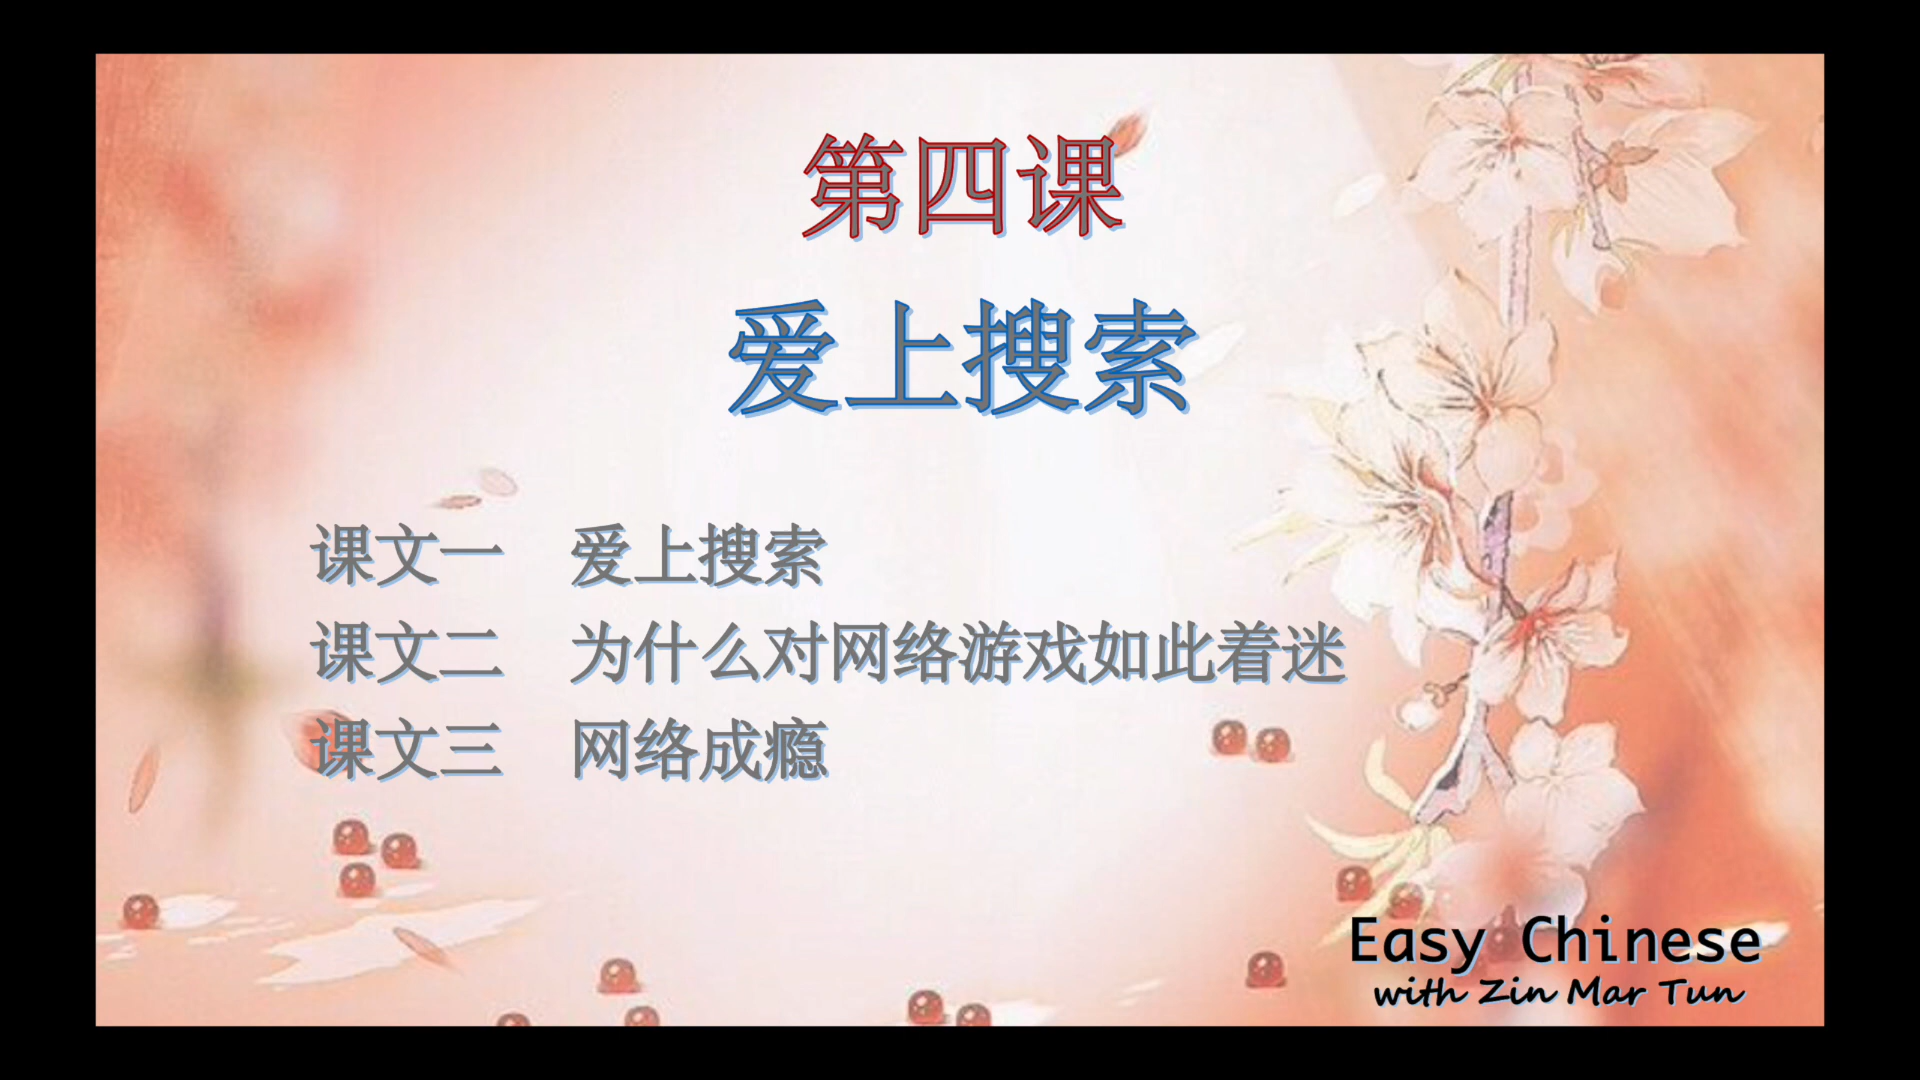 第四课
爱上搜索
课文一 爱上搜索
课文二 为什么对网络游戏如此着迷
课文三 网络成瘾
Easy Chinese
with Zin Mar Tun